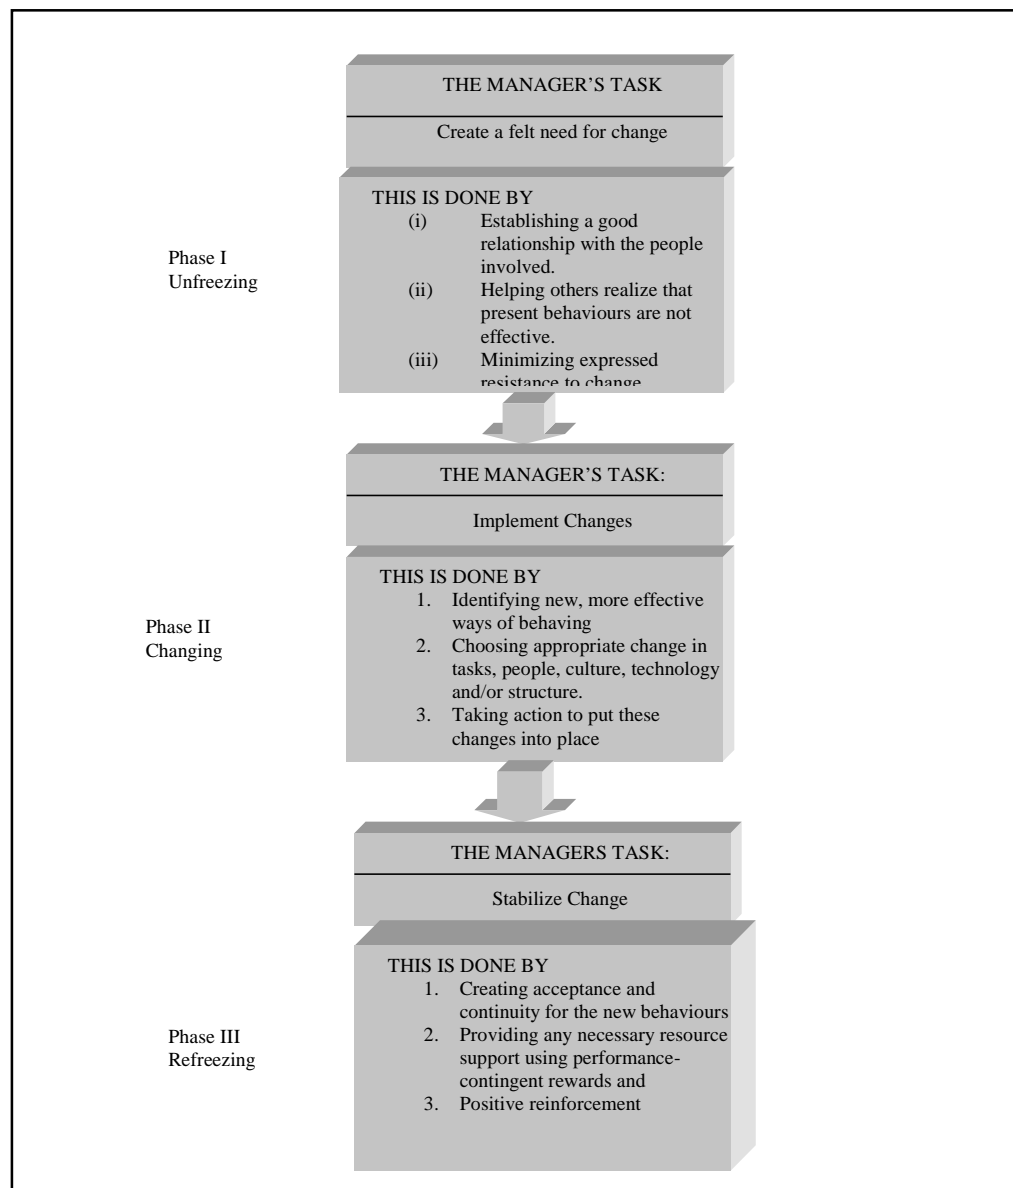 THE MANAGER’S TASK
Create a felt need for change
Phase I
Unfreezing
THIS IS DONE BY
(i) Establishing a good
relationship with the people
involved.
(ii) Helping others realize that
present behaviours are not
effective.
(iii) Minimizing expressed
resistance to change
THE MANAGER’S TASK:
Implement Changes
Phase II
Changing
THIS IS DONE BY
1. Identifying new, more effective
ways of behaving
2. Choosing appropriate change in
tasks, people, culture, technology
and/or structure.
3. Taking action to put these
changes into place
THE MANAGERS TASK:
Stabilize Change
Phase III
Refreezing
THIS IS DONE BY
1. Creating acceptance and
continuity for the new behaviours
2. Providing any necessary resource
support using performance-
contingent rewards and
3. Positive reinforcement